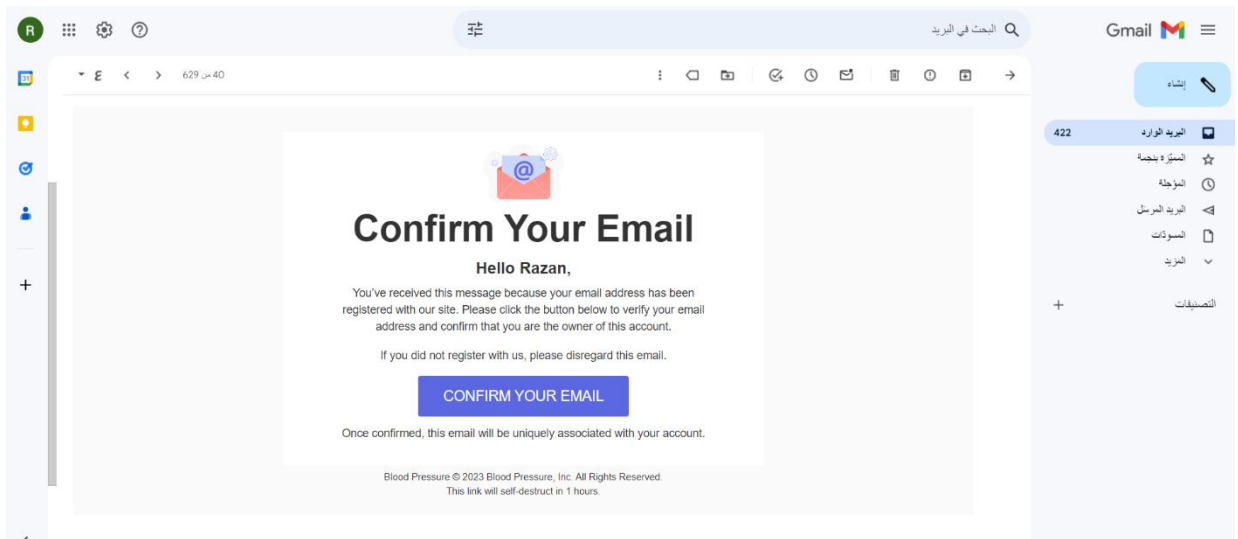 Gmail
البحث في البريد
R
إنشاء
البريد الوارد 422
المميّزة بنجمة
المؤجلة
البريد المرسَل
المسودّات
المزيد
التصنيفات
40 من 629
ع
31
@
Confirm Your Email
Hello Razan,
You've received this message because your email address has been
registered with our site. Please click the button below to verify your email
address and confirm that you are the owner of this account.
If you did not register with us, please disregard this email.
CONFIRM YOUR EMAIL
Once confirmed, this email will be uniquely associated with your account.
Blood Pressure © 2023 Blood Pressure, Inc. All Rights Reserved.
This link will self-destruct in 1 hours.